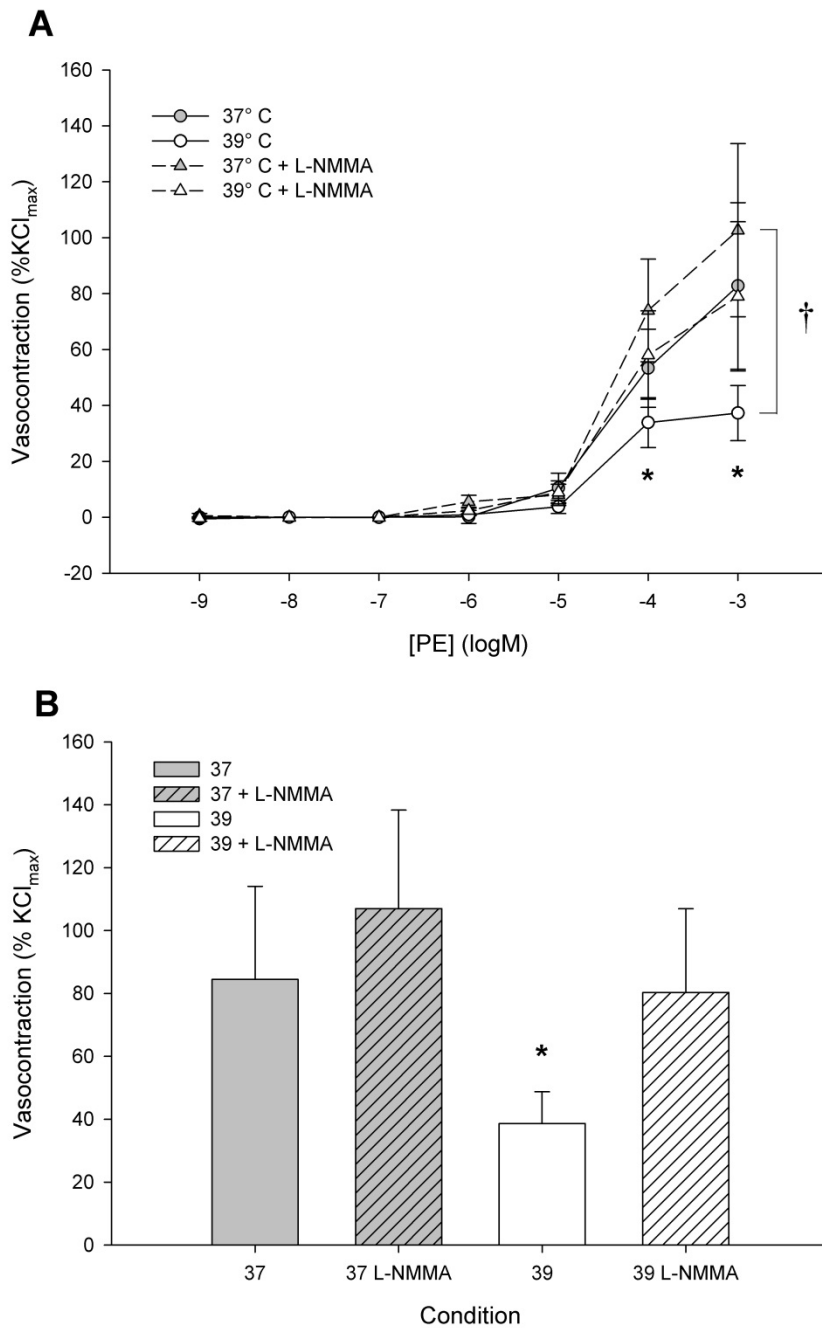 A
160
140
120
100
80
60
40
20
0
-20
Vasocontraction (%KCl_max)
37° C
39° C
37° C + L-NMMA
39° C + L-NMMA
†
* *
-9 -8 -7 -6 -5 -4 -3
[PE] (logM)
B
160
140
120
100
80
60
40
20
0
Vasocontraction (% KCl_max)
37
37 + L-NMMA
39
39 + L-NMMA
*
37 37 L-NMMA 39 39 L-NMMA
Condition